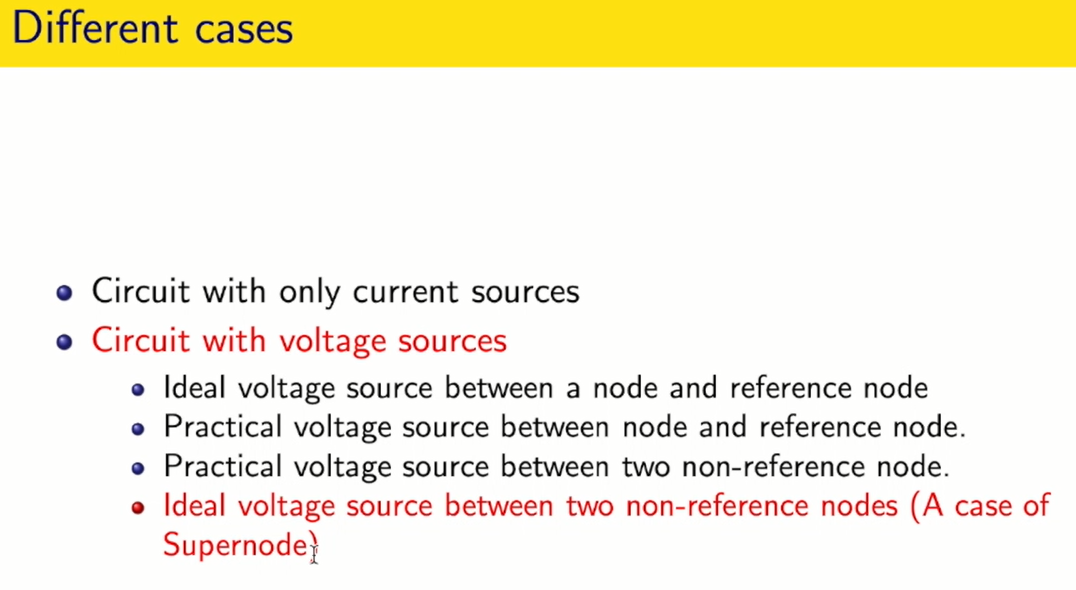 Different cases
Circuit with only current sources
Circuit with voltage sources
Ideal voltage source between a node and reference node
Practical voltage source between node and reference node.
Practical voltage source between two non-reference node.
Ideal voltage source between two non-reference nodes (A case of
Supernode)